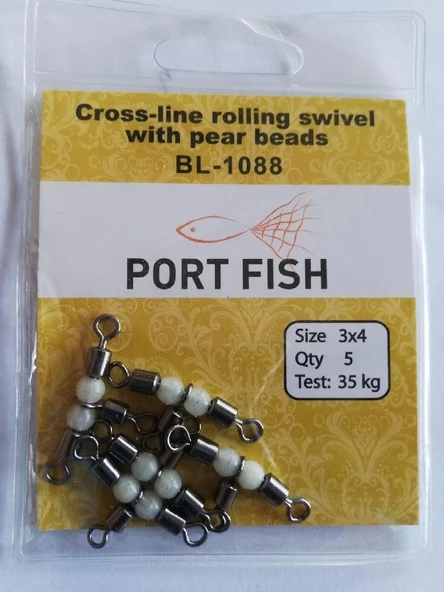 Cross-line rolling swivel
with pear beads
BL-1088
PORT FISH
Size 3x4
Qty 5
Test: 35 kg